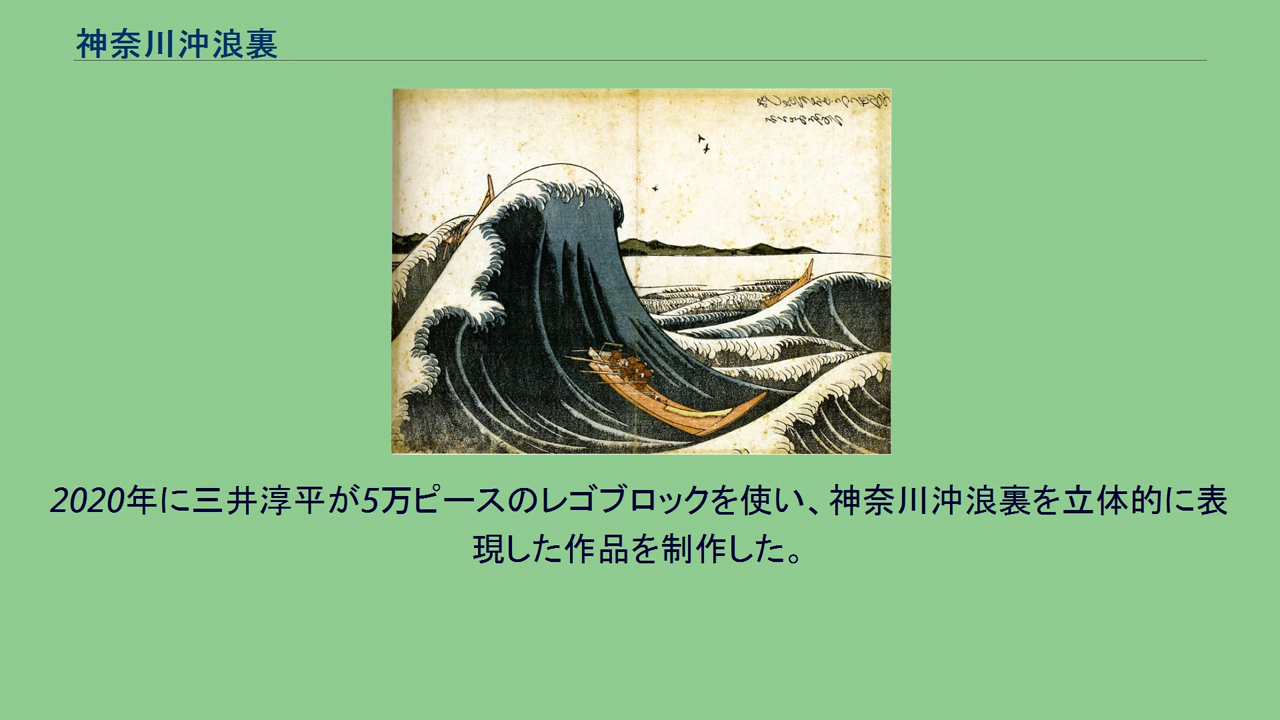 神奈川沖浪裏
2020年に三井淳平が5万ピースのレゴブロックを使い、神奈川沖浪裏を立体的に表
現した作品を制作した。